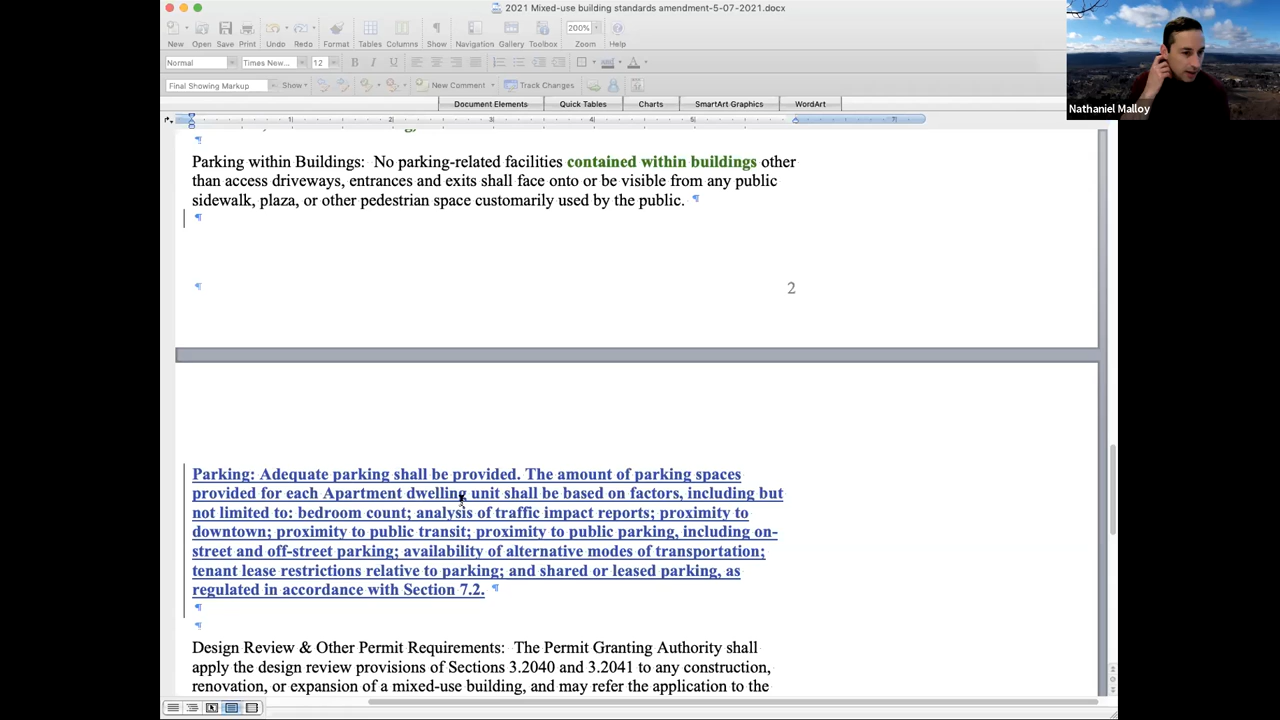 2021 Mixed-use building standards amendment-5-07-2021.docx
New Open Save Print Undo Redo Format Tables Columns Show Navigation Gallery Toolbox Zoom Help
200%
Normal Times New... 12 B I U A
Final Showing Markup Show New Comment Track Changes
Document Elements Quick Tables Charts SmartArt Graphics WordArt
Nathaniel Malloy
Parking within Buildings: No parking-related facilities contained within buildings other
than access driveways, entrances and exits shall face onto or be visible from any public
sidewalk, plaza, or other pedestrian space customarily used by the public.
2
Parking: Adequate parking shall be provided. The amount of parking spaces
provided for each Apartment dwelling unit shall be based on factors, including but
not limited to: bedroom count; analysis of traffic impact reports; proximity to
downtown; proximity to public transit; proximity to public parking, including on-
street and off-street parking; availability of alternative modes of transportation;
tenant lease restrictions relative to parking; and shared or leased parking, as
regulated in accordance with Section 7.2.
Design Review & Other Permit Requirements: The Permit Granting Authority shall
apply the design review provisions of Sections 3.2040 and 3.2041 to any construction,
renovation, or expansion of a mixed-use building, and may refer the application to the